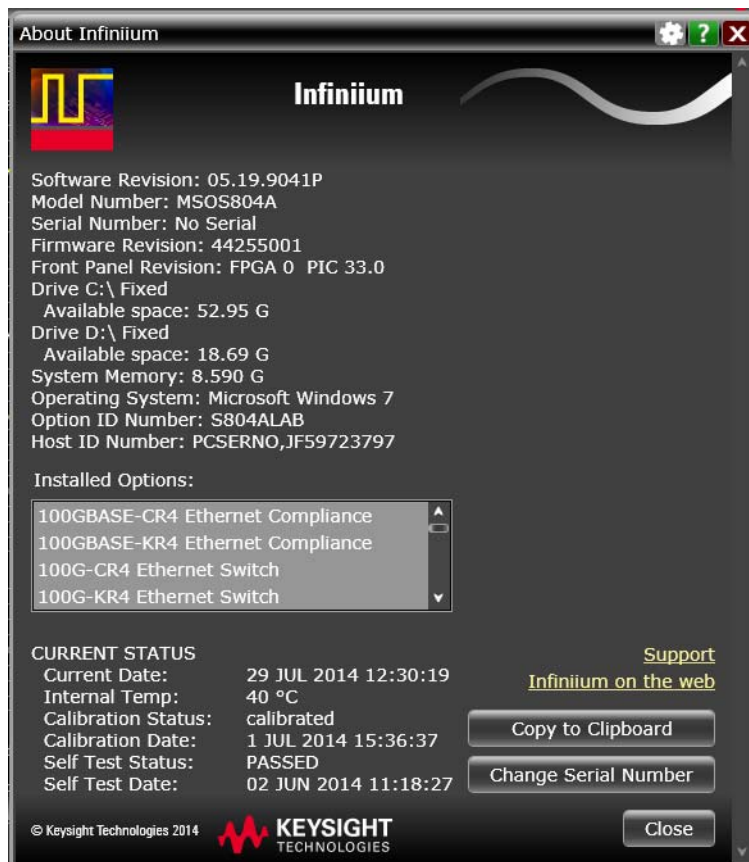 About Infiniium
?
X
Infiniium
Software Revision: 05.19.9041P
Model Number: MSOS804A
Serial Number: No Serial
Firmware Revision: 44255001
Front Panel Revision: FPGA 0  PIC 33.0
Drive C:\ Fixed
Available space: 52.95 G
Drive D:\ Fixed
Available space: 18.69 G
System Memory: 8.590 G
Operating System: Microsoft Windows 7
Option ID Number: S804ALAB
Host ID Number: PCSERNO,JF59723797
Installed Options:
100GBASE-CR4 Ethernet Compliance
100GBASE-KR4 Ethernet Compliance
100G-CR4 Ethernet Switch
100G-KR4 Ethernet Switch
CURRENT STATUS
Current Date: 29 JUL 2014 12:30:19
Internal Temp: 40 °C
Calibration Status: calibrated
Calibration Date: 1 JUL 2014 15:36:37
Self Test Status: PASSED
Self Test Date: 02 JUN 2014 11:18:27
Support
Infiniium on the web
Copy to Clipboard
Change Serial Number
© Keysight Technologies 2014
KEYSIGHT
TECHNOLOGIES
Close